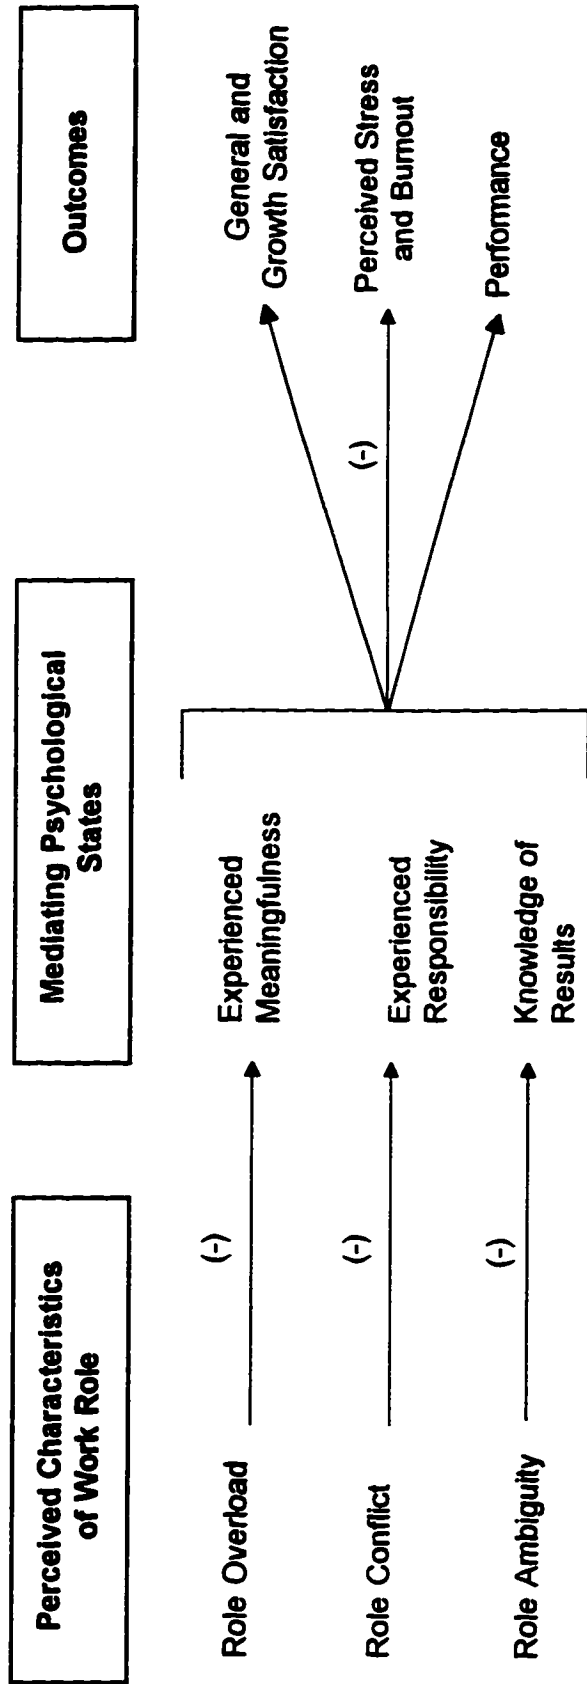 Perceived Characteristics
of Work Role
Mediating Psychological
States
Outcomes
Role Overload
(-)
Experienced
Meaningfulness
General and
Growth Satisfaction
Role Conflict
(-)
Experienced
Responsibility
(-)
Perceived Stress
and Burnout
Role Ambiguity
(-)
Knowledge of
Results
Performance